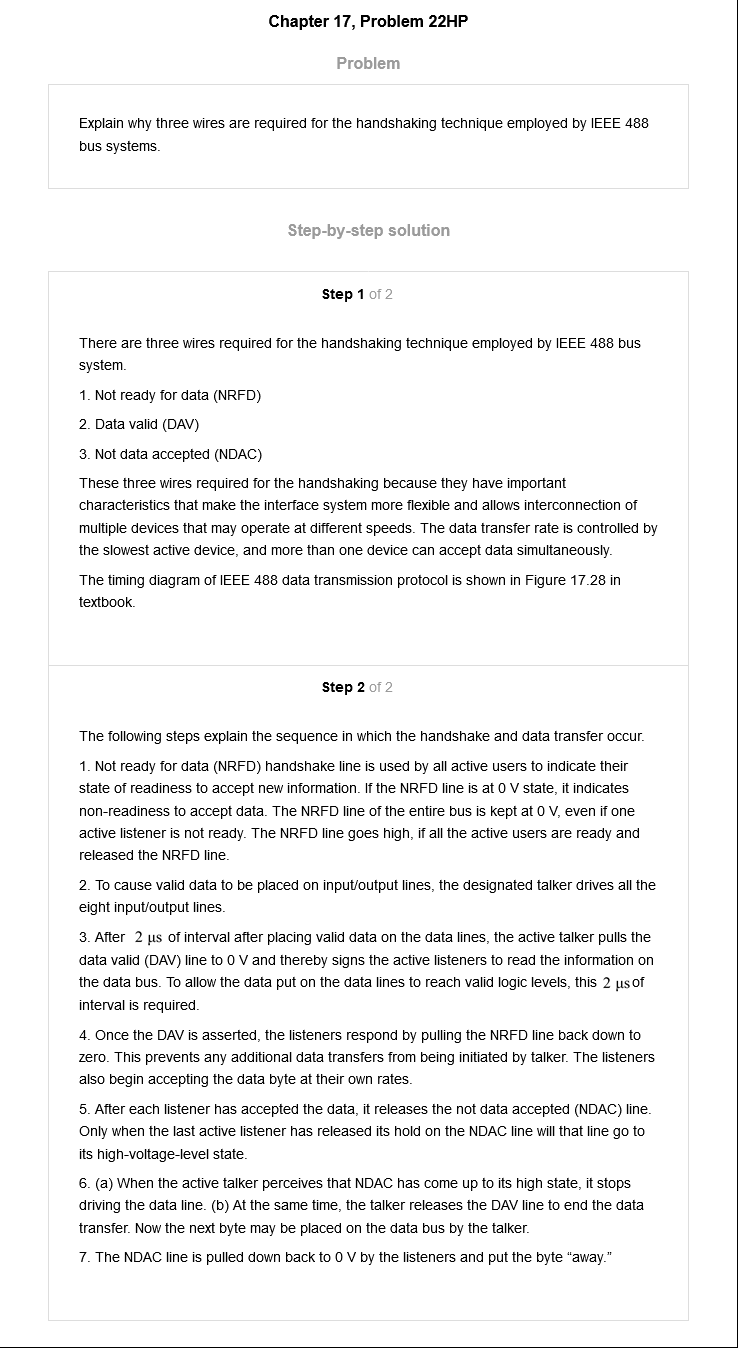 Chapter 17, Problem 22HP
Problem
Explain why three wires are required for the handshaking technique employed by IEEE 488
bus systems.
Step-by-step solution
Step 1 of 2
There are three wires required for the handshaking technique employed by IEEE 488 bus
system.
1. Not ready for data (NRFD)
2. Data valid (DAV)
3. Not data accepted (NDAC)
These three wires required for the handshaking because they have important
characteristics that make the interface system more flexible and allows interconnection of
multiple devices that may operate at different speeds. The data transfer rate is controlled by
the slowest active device, and more than one device can accept data simultaneously.
The timing diagram of IEEE 488 data transmission protocol is shown in Figure 17.28 in
textbook.
Step 2 of 2
The following steps explain the sequence in which the handshake and data transfer occur.
1. Not ready for data (NRFD) handshake line is used by all active users to indicate their
state of readiness to accept new information. If the NRFD line is at 0 V state, it indicates
non-readiness to accept data. The NRFD line of the entire bus is kept at 0 V, even if one
active listener is not ready. The NRFD line goes high, if all the active users are ready and
released the NRFD line.
2. To cause valid data to be placed on input/output lines, the designated talker drives all the
eight input/output lines.
3. After 2 μs of interval after placing valid data on the data lines, the active talker pulls the
data valid (DAV) line to 0 V and thereby signs the active listeners to read the information on
the data bus. To allow the data put on the data lines to reach valid logic levels, this 2 μs of
interval is required.
4. Once the DAV is asserted, the listeners respond by pulling the NRFD line back down to
zero. This prevents any additional data transfers from being initiated by talker. The listeners
also begin accepting the data byte at their own rates.
5. After each listener has accepted the data, it releases the not data accepted (NDAC) line.
Only when the last active listener has released its hold on the NDAC line will that line go to
its high-voltage-level state.
6. (a) When the active talker perceives that NDAC has come up to its high state, it stops
driving the data line. (b) At the same time, the talker releases the DAV line to end the data
transfer. Now the next byte may be placed on the data bus by the talker.
7. The NDAC line is pulled down back to 0 V by the listeners and put the byte “away.”